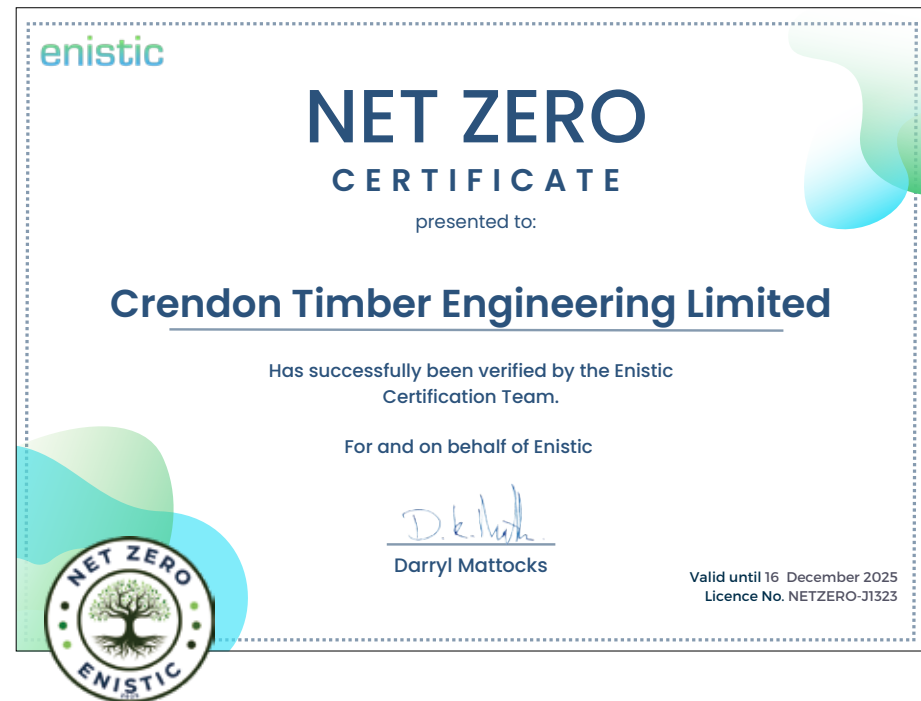 enistic
NET ZERO
CERTIFICATE
presented to:
Crendon Timber Engineering Limited
Has successfully been verified by the Enistic
Certification Team.
For and on behalf of Enistic
Darryl Mattocks
Valid until 16 December 2025
Licence No. NETZERO-J1323
NET ZERO
ENISTIC